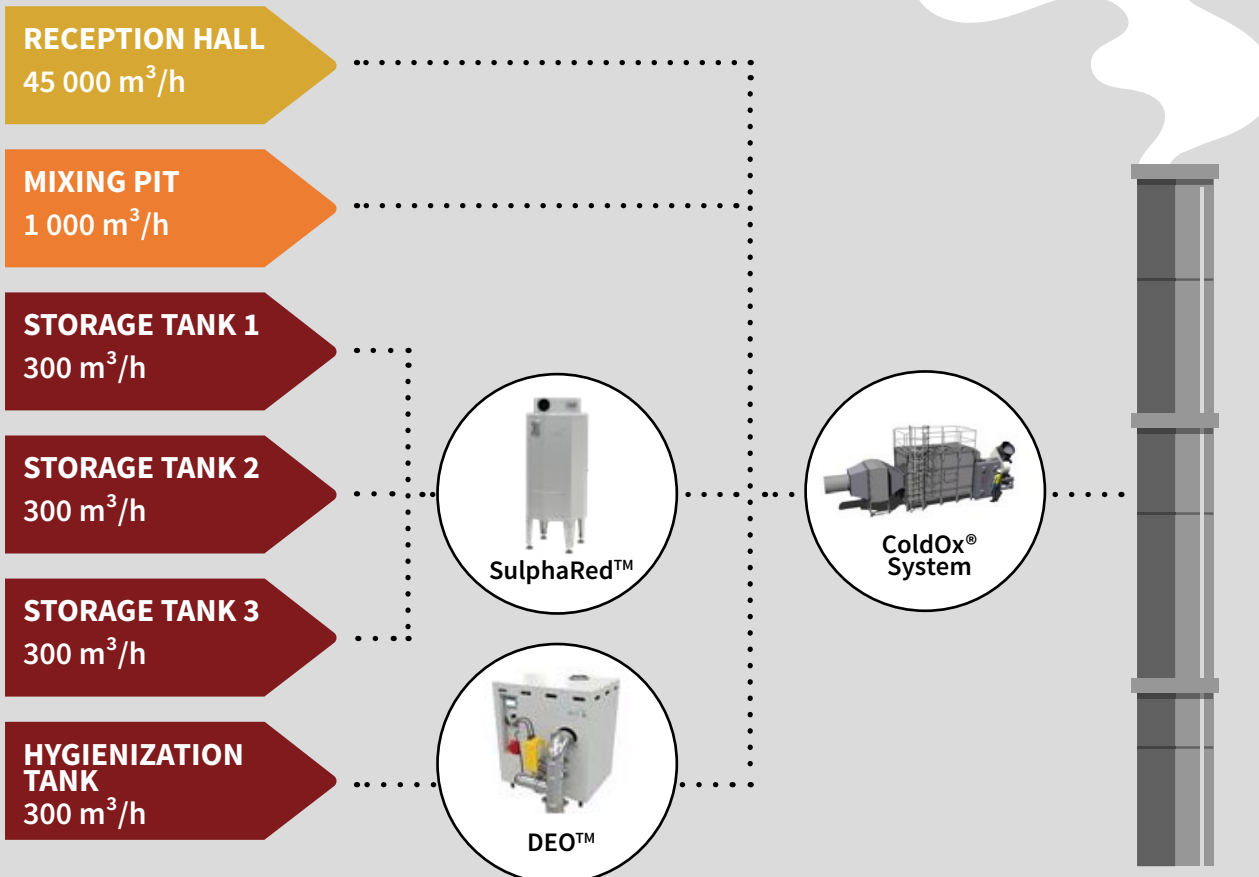 RECEPTION HALL
45 000 m³/h
MIXING PIT
1 000 m³/h
STORAGE TANK 1
300 m³/h
STORAGE TANK 2
300 m³/h
STORAGE TANK 3
300 m³/h
HYGIENIZATION
TANK
300 m³/h
SulphaRed™
DEO™
ColdOx®
System